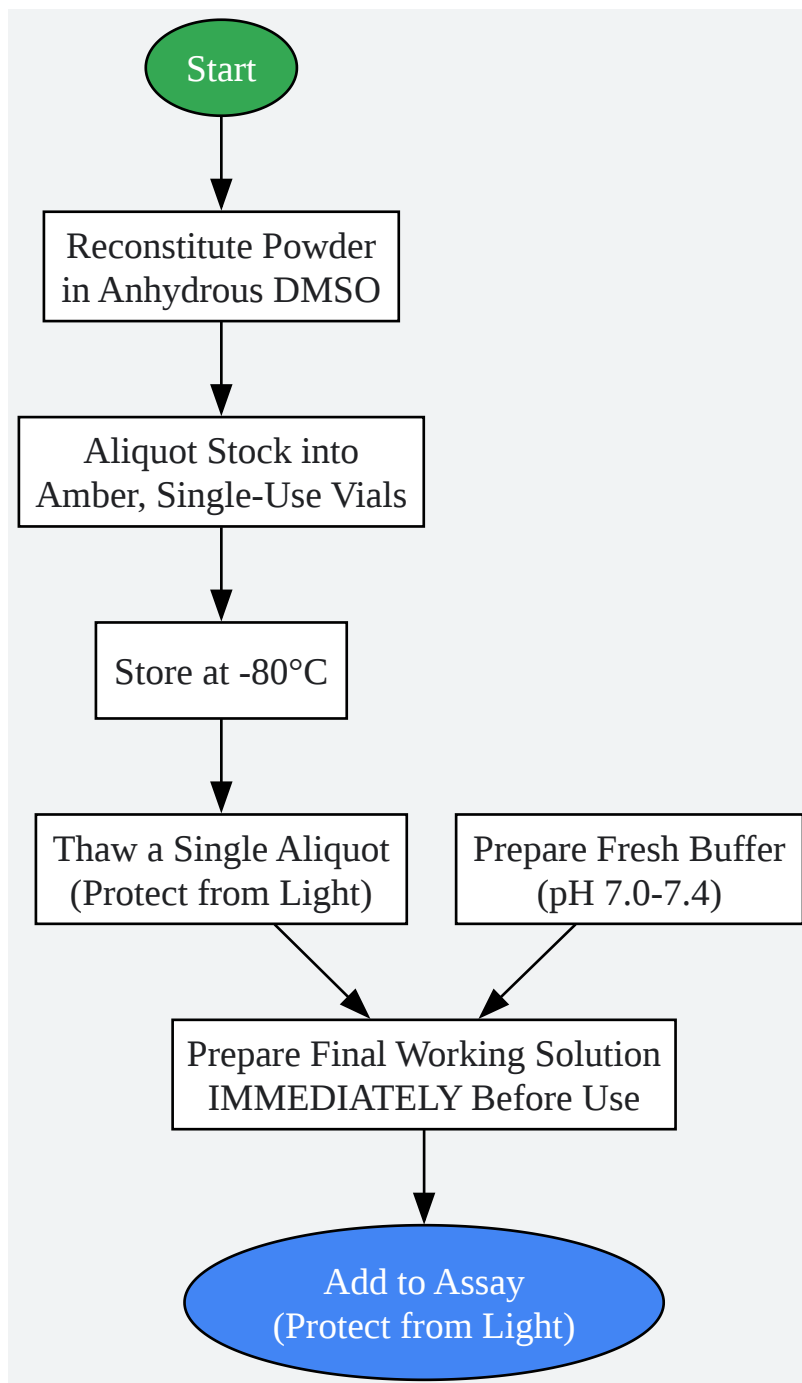 Start
Reconstitute Powder
in Anhydrous DMSO
Aliquot Stock into
Amber, Single-Use Vials
Store at -80°C
Thaw a Single Aliquot
(Protect from Light)
Prepare Fresh Buffer
(pH 7.0-7.4)
Prepare Final Working Solution
IMMEDIATELY Before Use
Add to Assay
(Protect from Light)